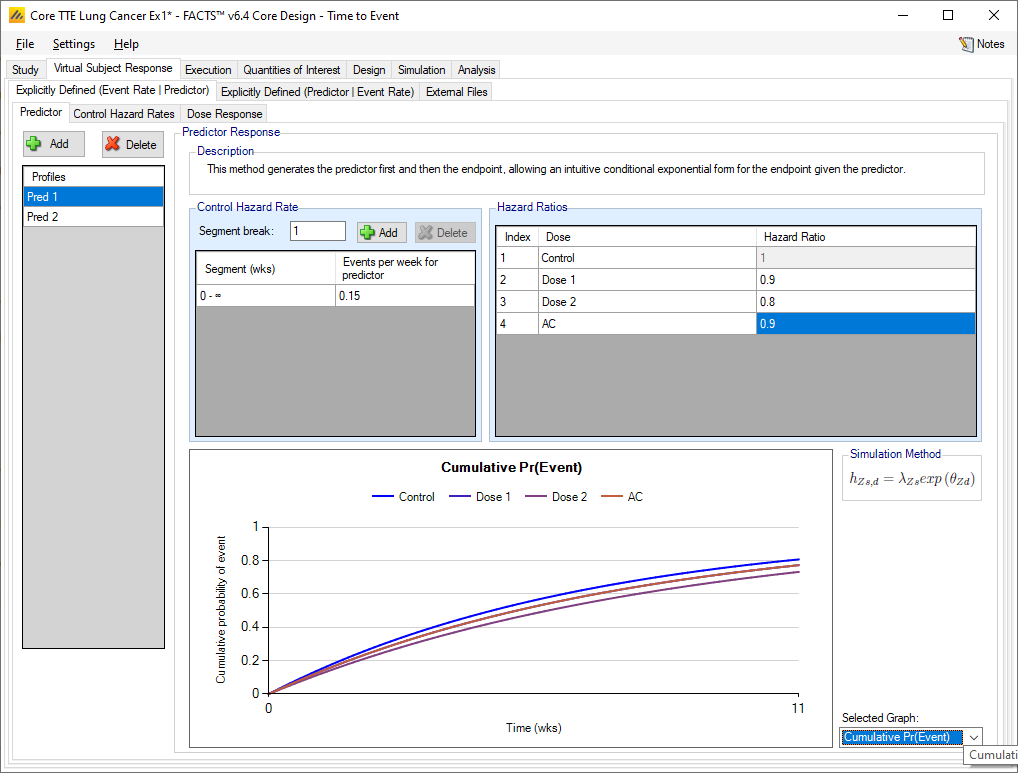 Core TTE Lung Cancer Ex1* - FACTS™ v6.4 Core Design - Time to Event
File Settings Help Notes
Study Virtual Subject Response Execution Quantities of Interest Design Simulation Analysis
Explicitly Defined (Event Rate | Predictor) Explicitly Defined (Predictor | Event Rate) External Files
Predictor Control Hazard Rates Dose Response
Add Delete
Profiles
Pred 1
Pred 2
Predictor Response
Description
This method generates the predictor first and then the endpoint, allowing an intuitive conditional exponential form for the endpoint given the predictor.
Control Hazard Rate
Segment break: 1 Add Delete
Segment (wks) Events per week for
predictor
0 - ∞ 0.15
Hazard Ratios
Index Dose Hazard Ratio
1 Control 1
2 Dose 1 0.9
3 Dose 2 0.8
4 AC 0.9
Cumulative Pr(Event)
Control Dose 1 Dose 2 AC
Cumulative probability of event
1
0.8
0.6
0.4
0.2
0
0 11
Time (wks)
Simulation Method
h_{Zs,d} = λ_{Zs}exp (θ_{Zd})
Selected Graph:
Cumulative Pr(Event)
Cumulati